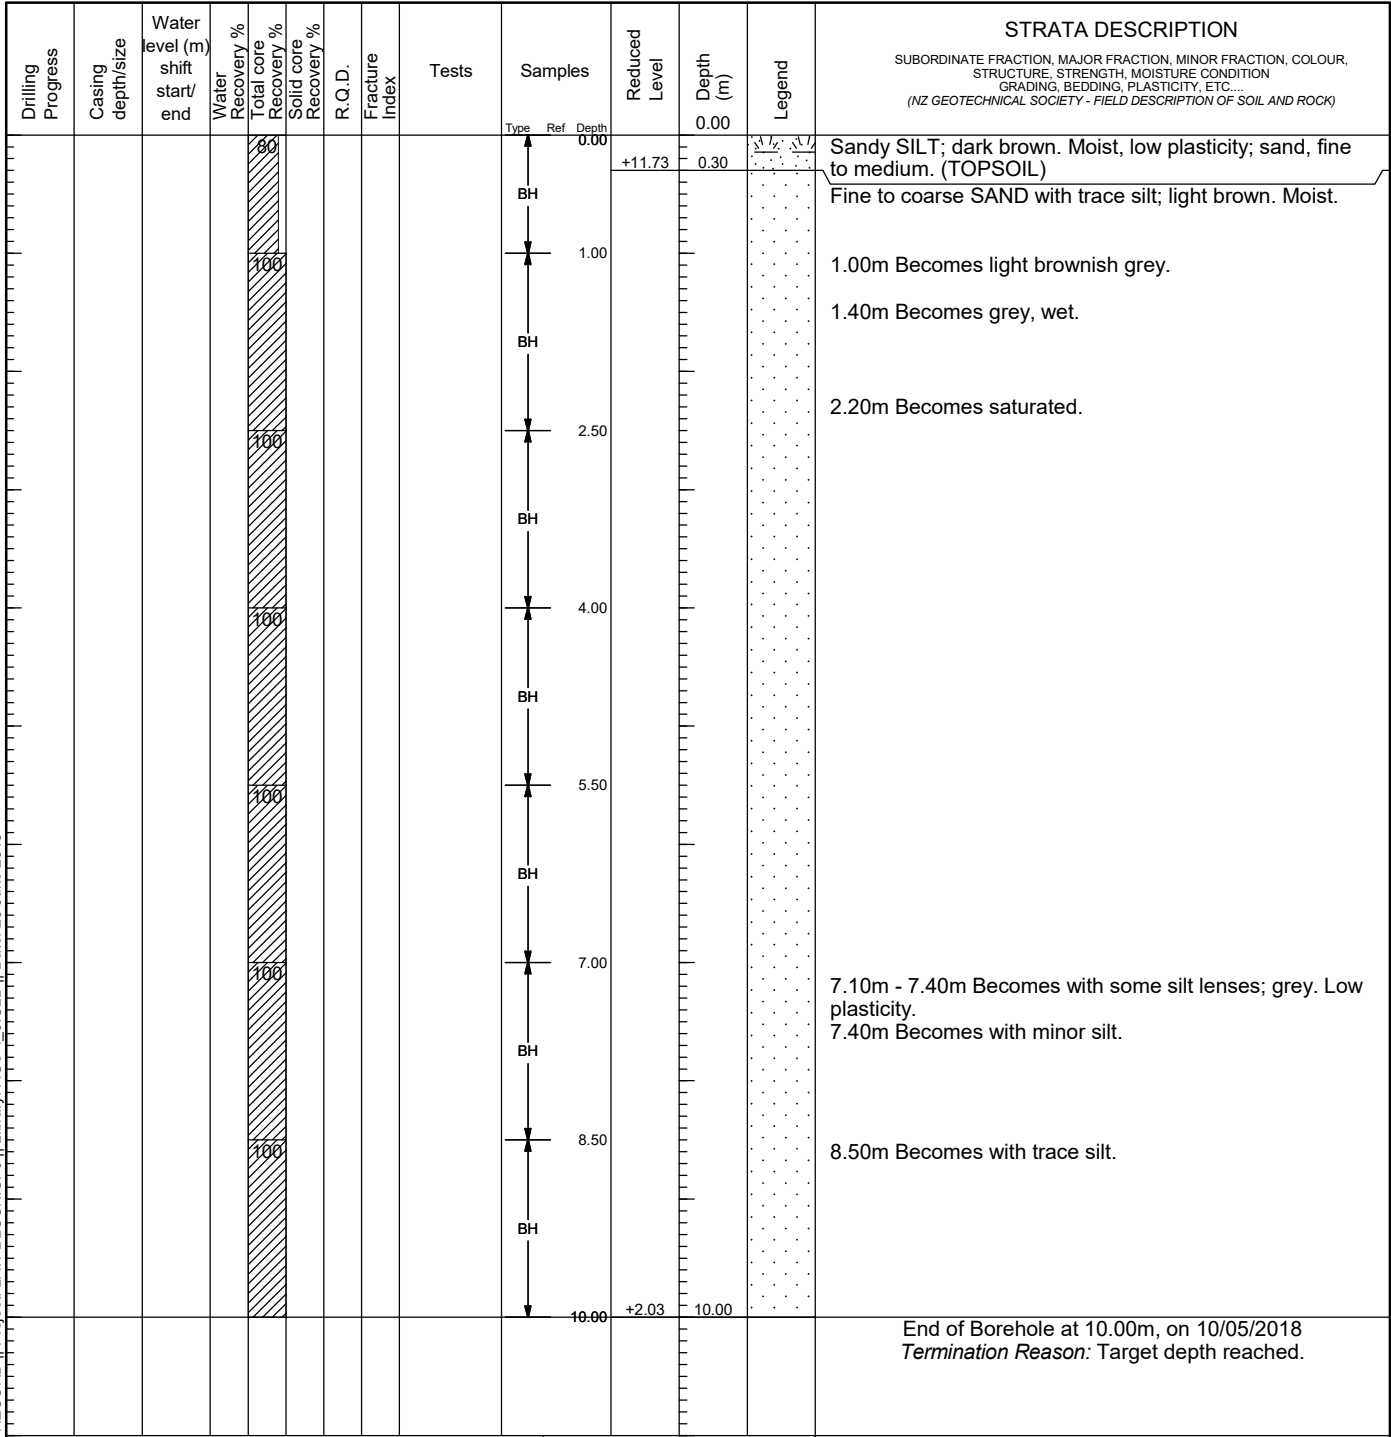 Drilling
Progress
Casing
depth/size
Water
level (m)
shift
start/
end
Water
Recovery %
Total core
Recovery %
Solid core
Recovery %
R.Q.D.
Fracture
Index
Tests
Samples
Type Ref Depth
Reduced
Level
Depth
(m)
0.00
Legend
STRATA DESCRIPTION
SUBORDINATE FRACTION, MAJOR FRACTION, MINOR FRACTION, COLOUR,
STRUCTURE, STRENGTH, MOISTURE CONDITION
GRADING, BEDDING, PLASTICITY, ETC....
(NZ GEOTECHNICAL SOCIETY - FIELD DESCRIPTION OF SOIL AND ROCK)
80 0.00 Sandy SILT; dark brown. Moist, low plasticity; sand, fine
+11.73 0.30 to medium. (TOPSOIL)
BH Fine to coarse SAND with trace silt; light brown. Moist.
1.00
100 1.00m Becomes light brownish grey.
1.40m Becomes grey, wet.
BH
2.20m Becomes saturated.
2.50
100
BH
4.00
100
BH
5.50
100
BH
7.00
100
7.10m - 7.40m Becomes with some silt lenses; grey. Low
plasticity.
7.40m Becomes with minor silt.
BH
8.50
100 8.50m Becomes with trace silt.
BH
10.00 +2.03 10.00
End of Borehole at 10.00m, on 10/05/2018
Termination Reason: Target depth reached.